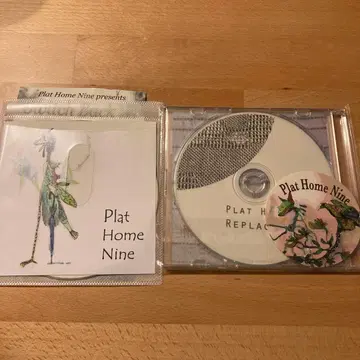 Plat Home Nine presents
Plat
Home
Nine
PLAT H
REPLAC
Plat Home Nine